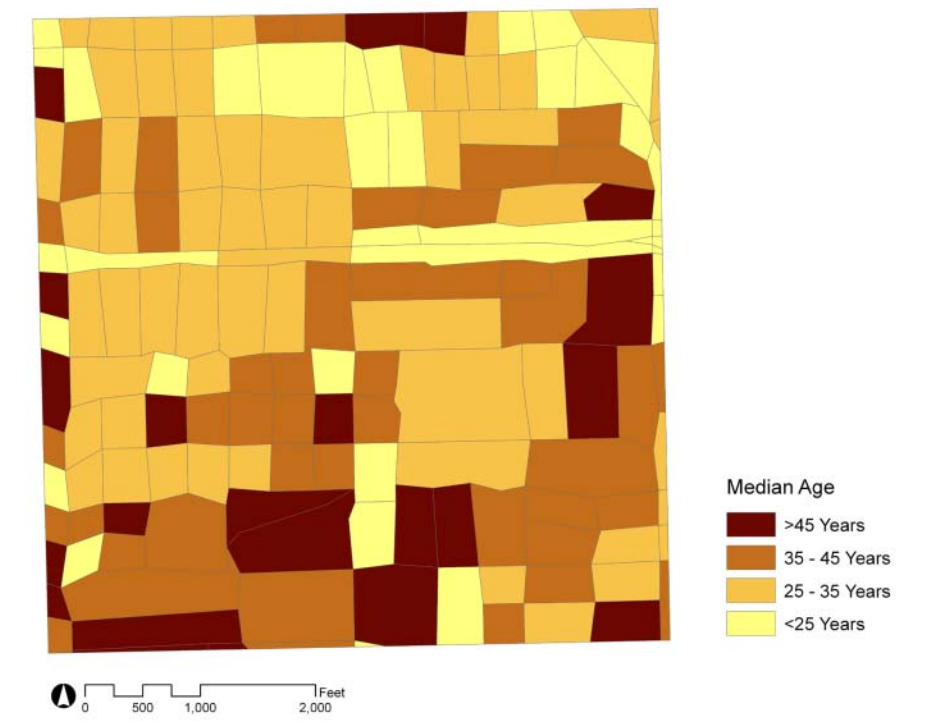 Median Age
>45 Years
35 - 45 Years
25 - 35 Years
<25 Years
Feet
0 500 1,000 2,000